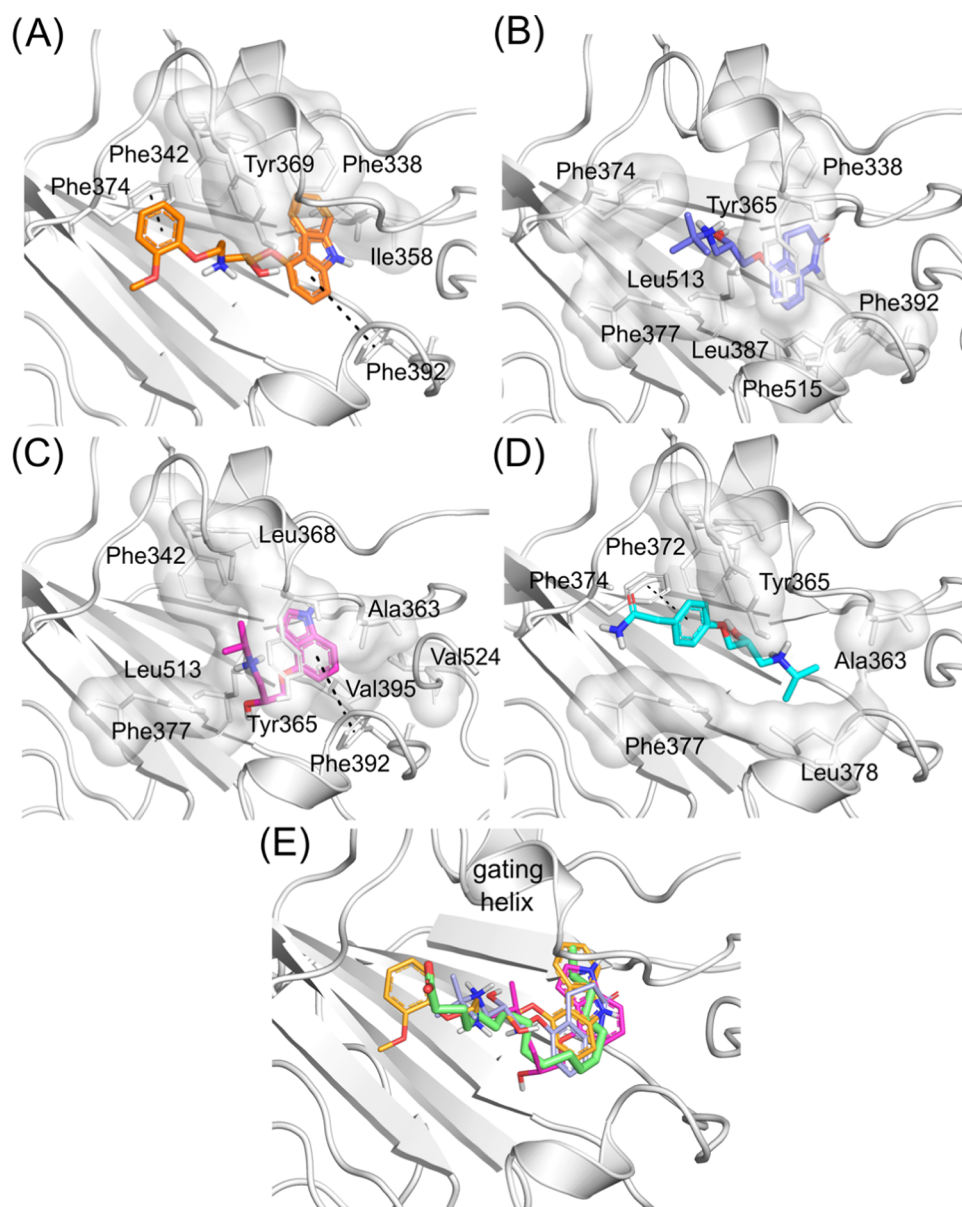 (A)
Phe342
Tyr369
Phe338
Phe374
Ile358
Phe392
(B)
Phe374
Phe338
Tyr365
Leu513
Phe392
Phe377
Leu387
Phe515
(C)
Leu368
Phe342
Ala363
Leu513
Val524
Val395
Phe377
Tyr365
Phe392
(D)
Phe372
Phe374
Tyr365
Ala363
Phe377
Leu378
(E)
gating
helix